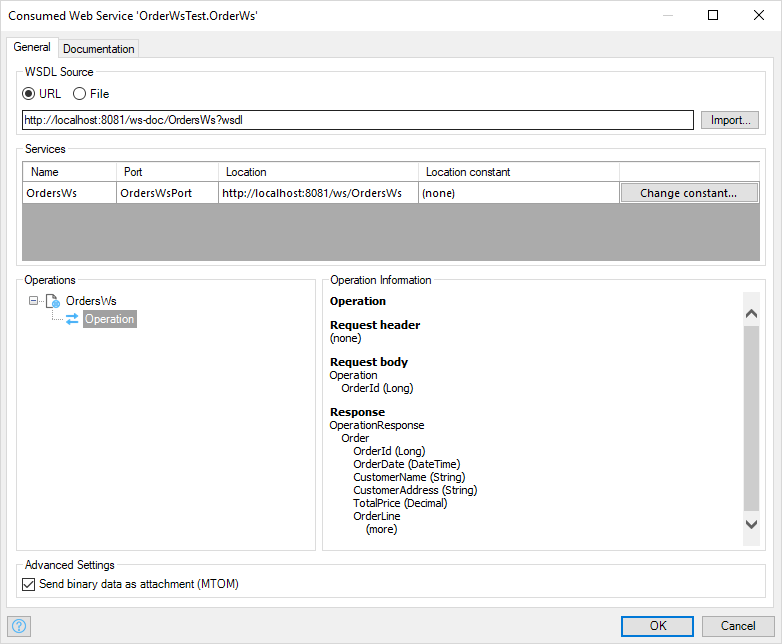 Consumed Web Service 'OrderWsTest.OrderWs'
General Documentation
WSDL Source
URL File
http://localhost:8081/ws-doc/OrdersWs?wsdl Import...
Services
Name Port Location Location constant
OrdersWs OrdersWsPort http://localhost:8081/ws/OrdersWs (none) Change constant...
Operations
OrdersWs
Operation
Operation Information
Operation
Request header
(none)
Request body
Operation
OrderId (Long)
Response
OperationResponse
Order
OrderId (Long)
OrderDate (DateTime)
CustomerName (String)
CustomerAddress (String)
TotalPrice (Decimal)
OrderLine
(more)
Advanced Settings
Send binary data as attachment (MTOM)
? OK Cancel